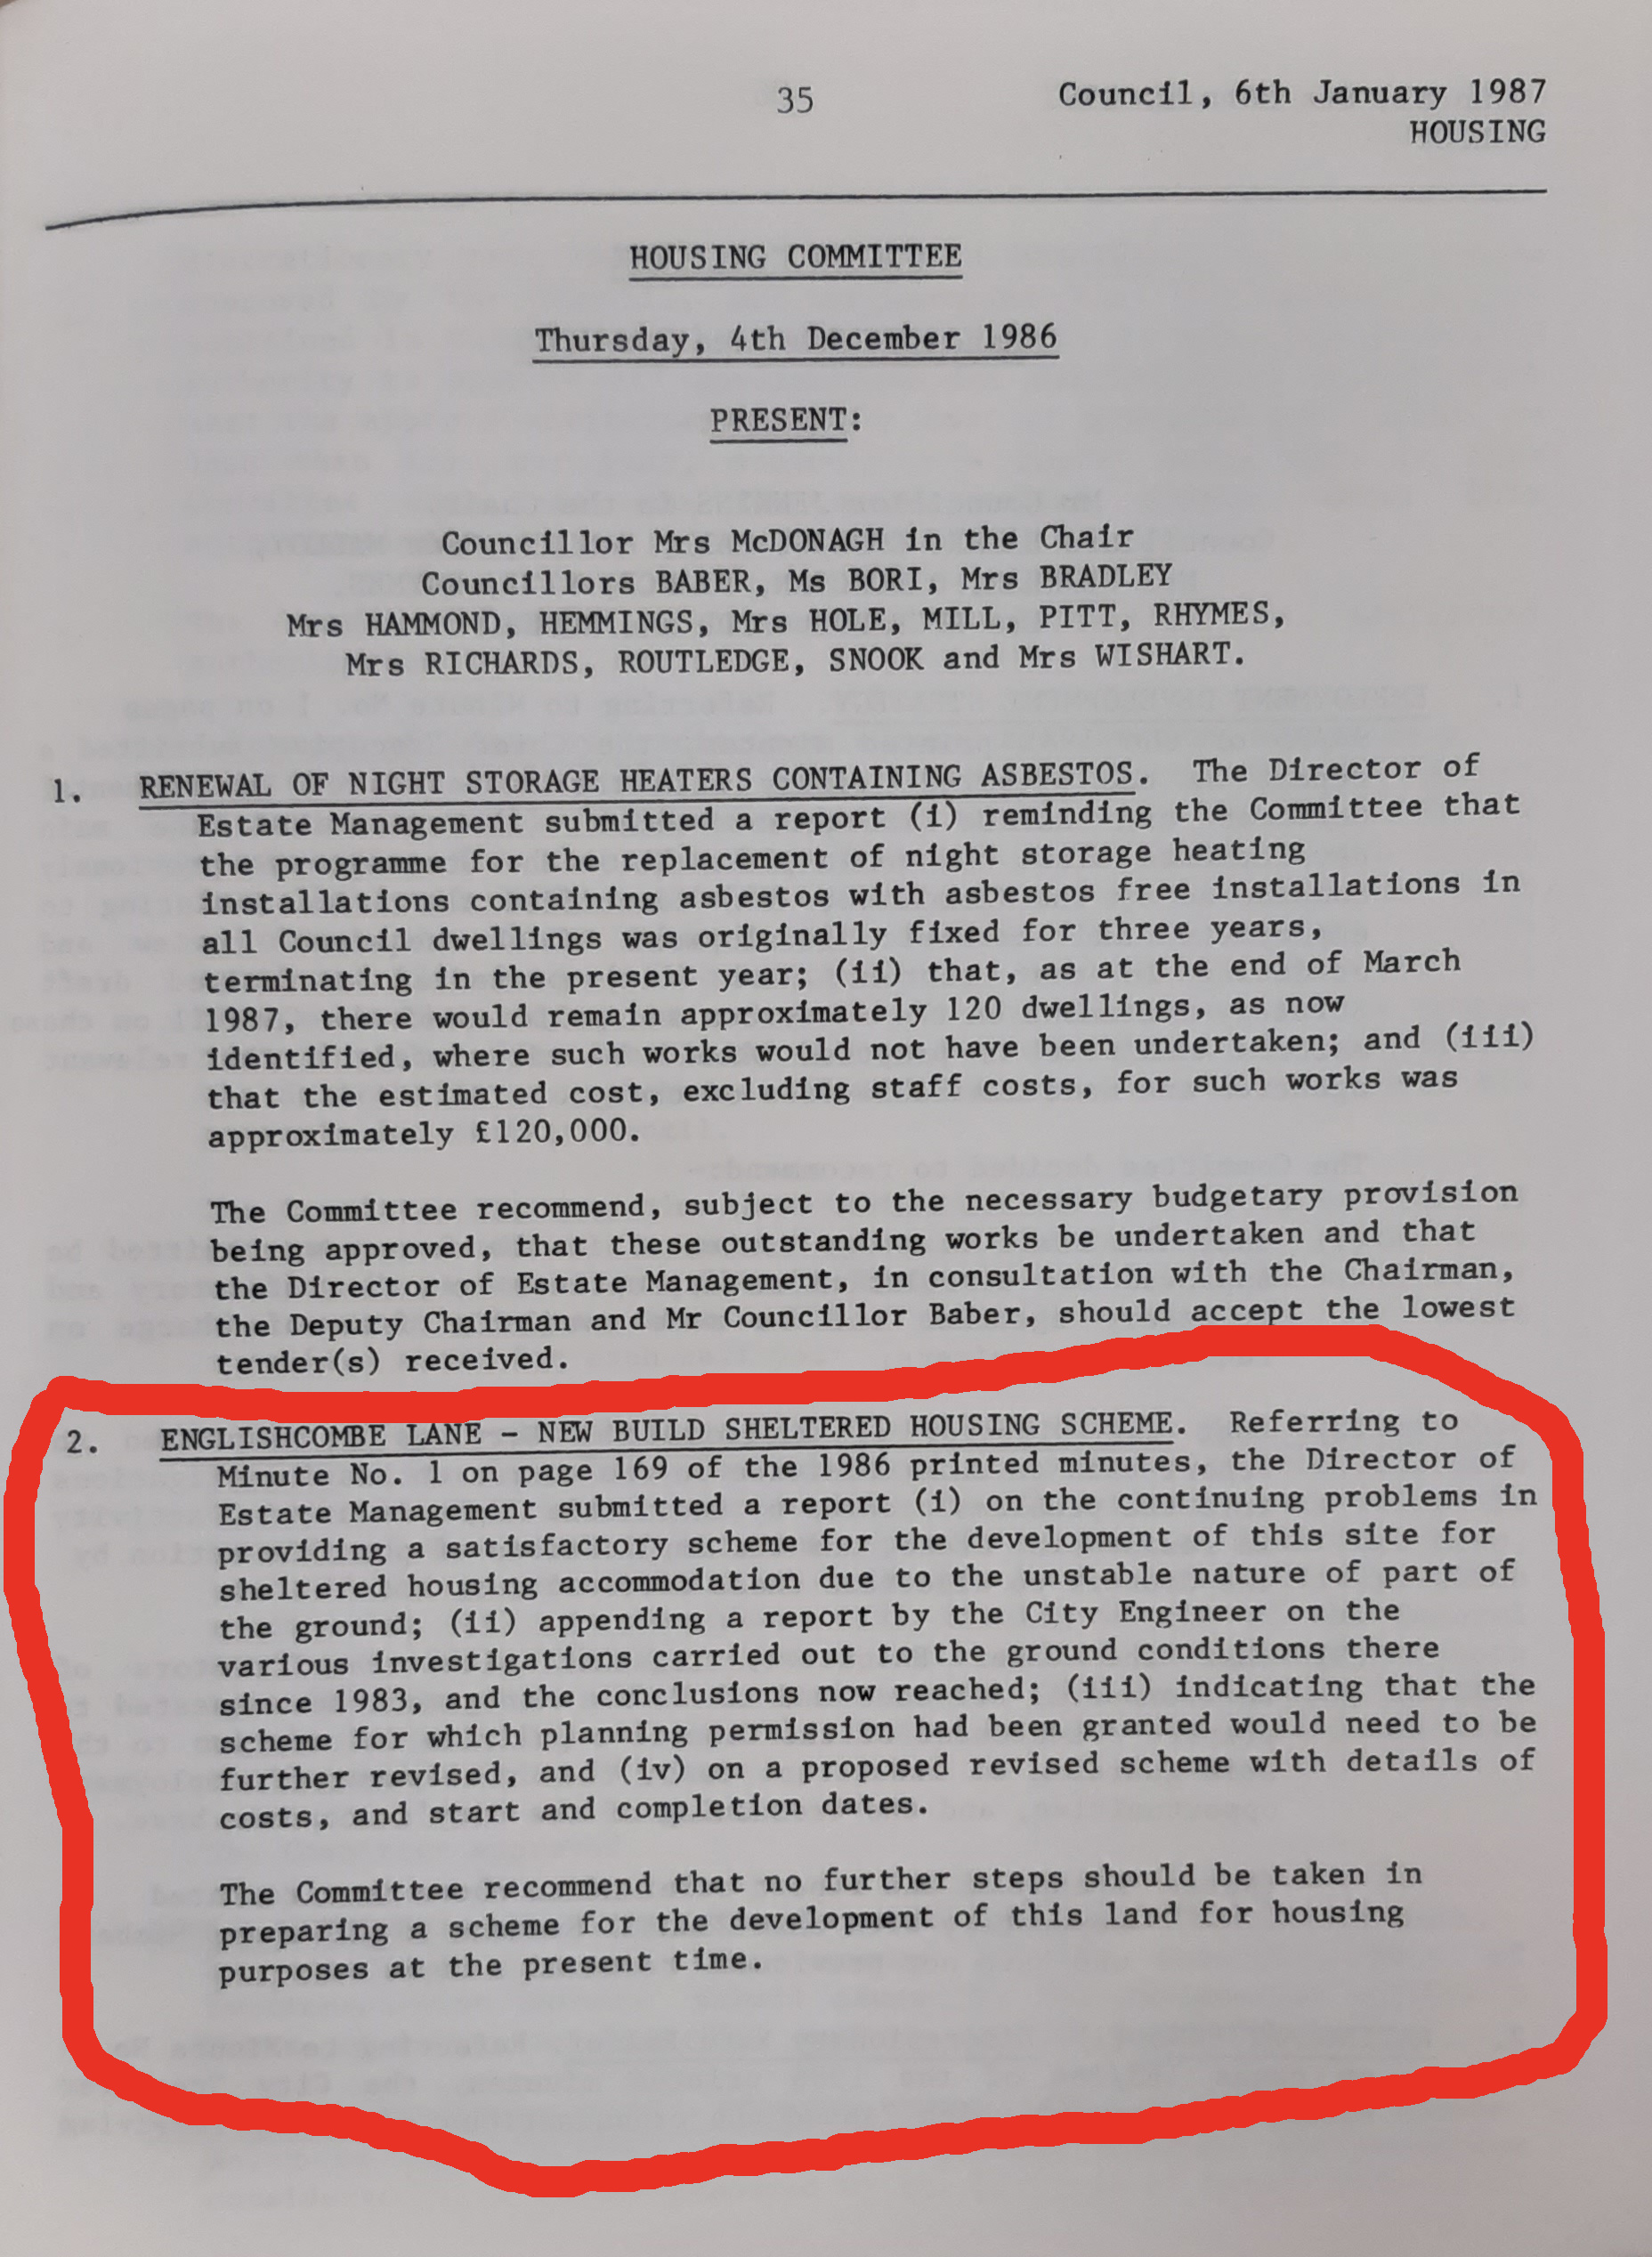 35
Council, 6th January 1987
HOUSING
HOUSING COMMITTEE
Thursday, 4th December 1986
PRESENT:
Councillor Mrs McDONAGH in the Chair
Councillors BABER, Ms BORI, Mrs BRADLEY
Mrs HAMMOND, HEMMINGS, Mrs HOLE, MILL, PITT, RHYMES,
Mrs RICHARDS, ROUTLEDGE, SNOOK and Mrs WISHART.
1. RENEWAL OF NIGHT STORAGE HEATERS CONTAINING ASBESTOS. The Director of
Estate Management submitted a report (i) reminding the Committee that
the programme for the replacement of night storage heating
installations containing asbestos with asbestos free installations in
all Council dwellings was originally fixed for three years,
terminating in the present year; (ii) that, as at the end of March
1987, there would remain approximately 120 dwellings, as now
identified, where such works would not have been undertaken; and (iii)
that the estimated cost, excluding staff costs, for such works was
approximately £120,000.
The Committee recommend, subject to the necessary budgetary provision
being approved, that these outstanding works be undertaken and that
the Director of Estate Management, in consultation with the Chairman,
the Deputy Chairman and Mr Councillor Baber, should accept the lowest
tender(s) received.
2. ENGLISHCOMBE LANE - NEW BUILD SHELTERED HOUSING SCHEME. Referring to
Minute No. 1 on page 169 of the 1986 printed minutes, the Director of
Estate Management submitted a report (i) on the continuing problems in
providing a satisfactory scheme for the development of this site for
sheltered housing accommodation due to the unstable nature of part of
the ground; (ii) appending a report by the City Engineer on the
various investigations carried out to the ground conditions there
since 1983, and the conclusions now reached; (iii) indicating that the
scheme for which planning permission had been granted would need to be
further revised, and (iv) on a proposed revised scheme with details of
costs, and start and completion dates.
The Committee recommend that no further steps should be taken in
preparing a scheme for the development of this land for housing
purposes at the present time.